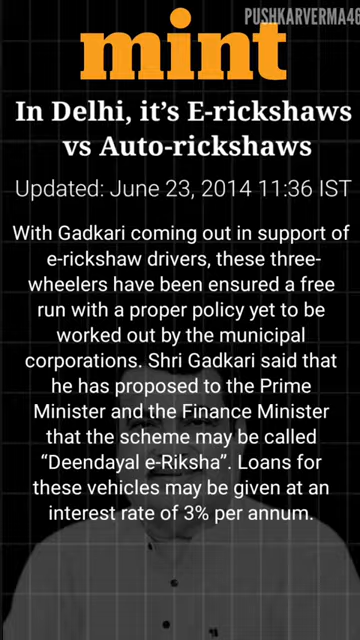 PUSHKARVERMA46
mint
In Delhi, it's E-rickshaws
vs Auto-rickshaws
Updated: June 23, 2014 11:36 IST
With Gadkari coming out in support of
e-rickshaw drivers, these three-
wheelers have been ensured a free
run with a proper policy yet to be
worked out by the municipal
corporations. Shri Gadkari said that
he has proposed to the Prime
Minister and the Finance Minister
that the scheme may be called
“Deendayal e-Riksha”. Loans for
these vehicles may be given at an
interest rate of 3% per annum.